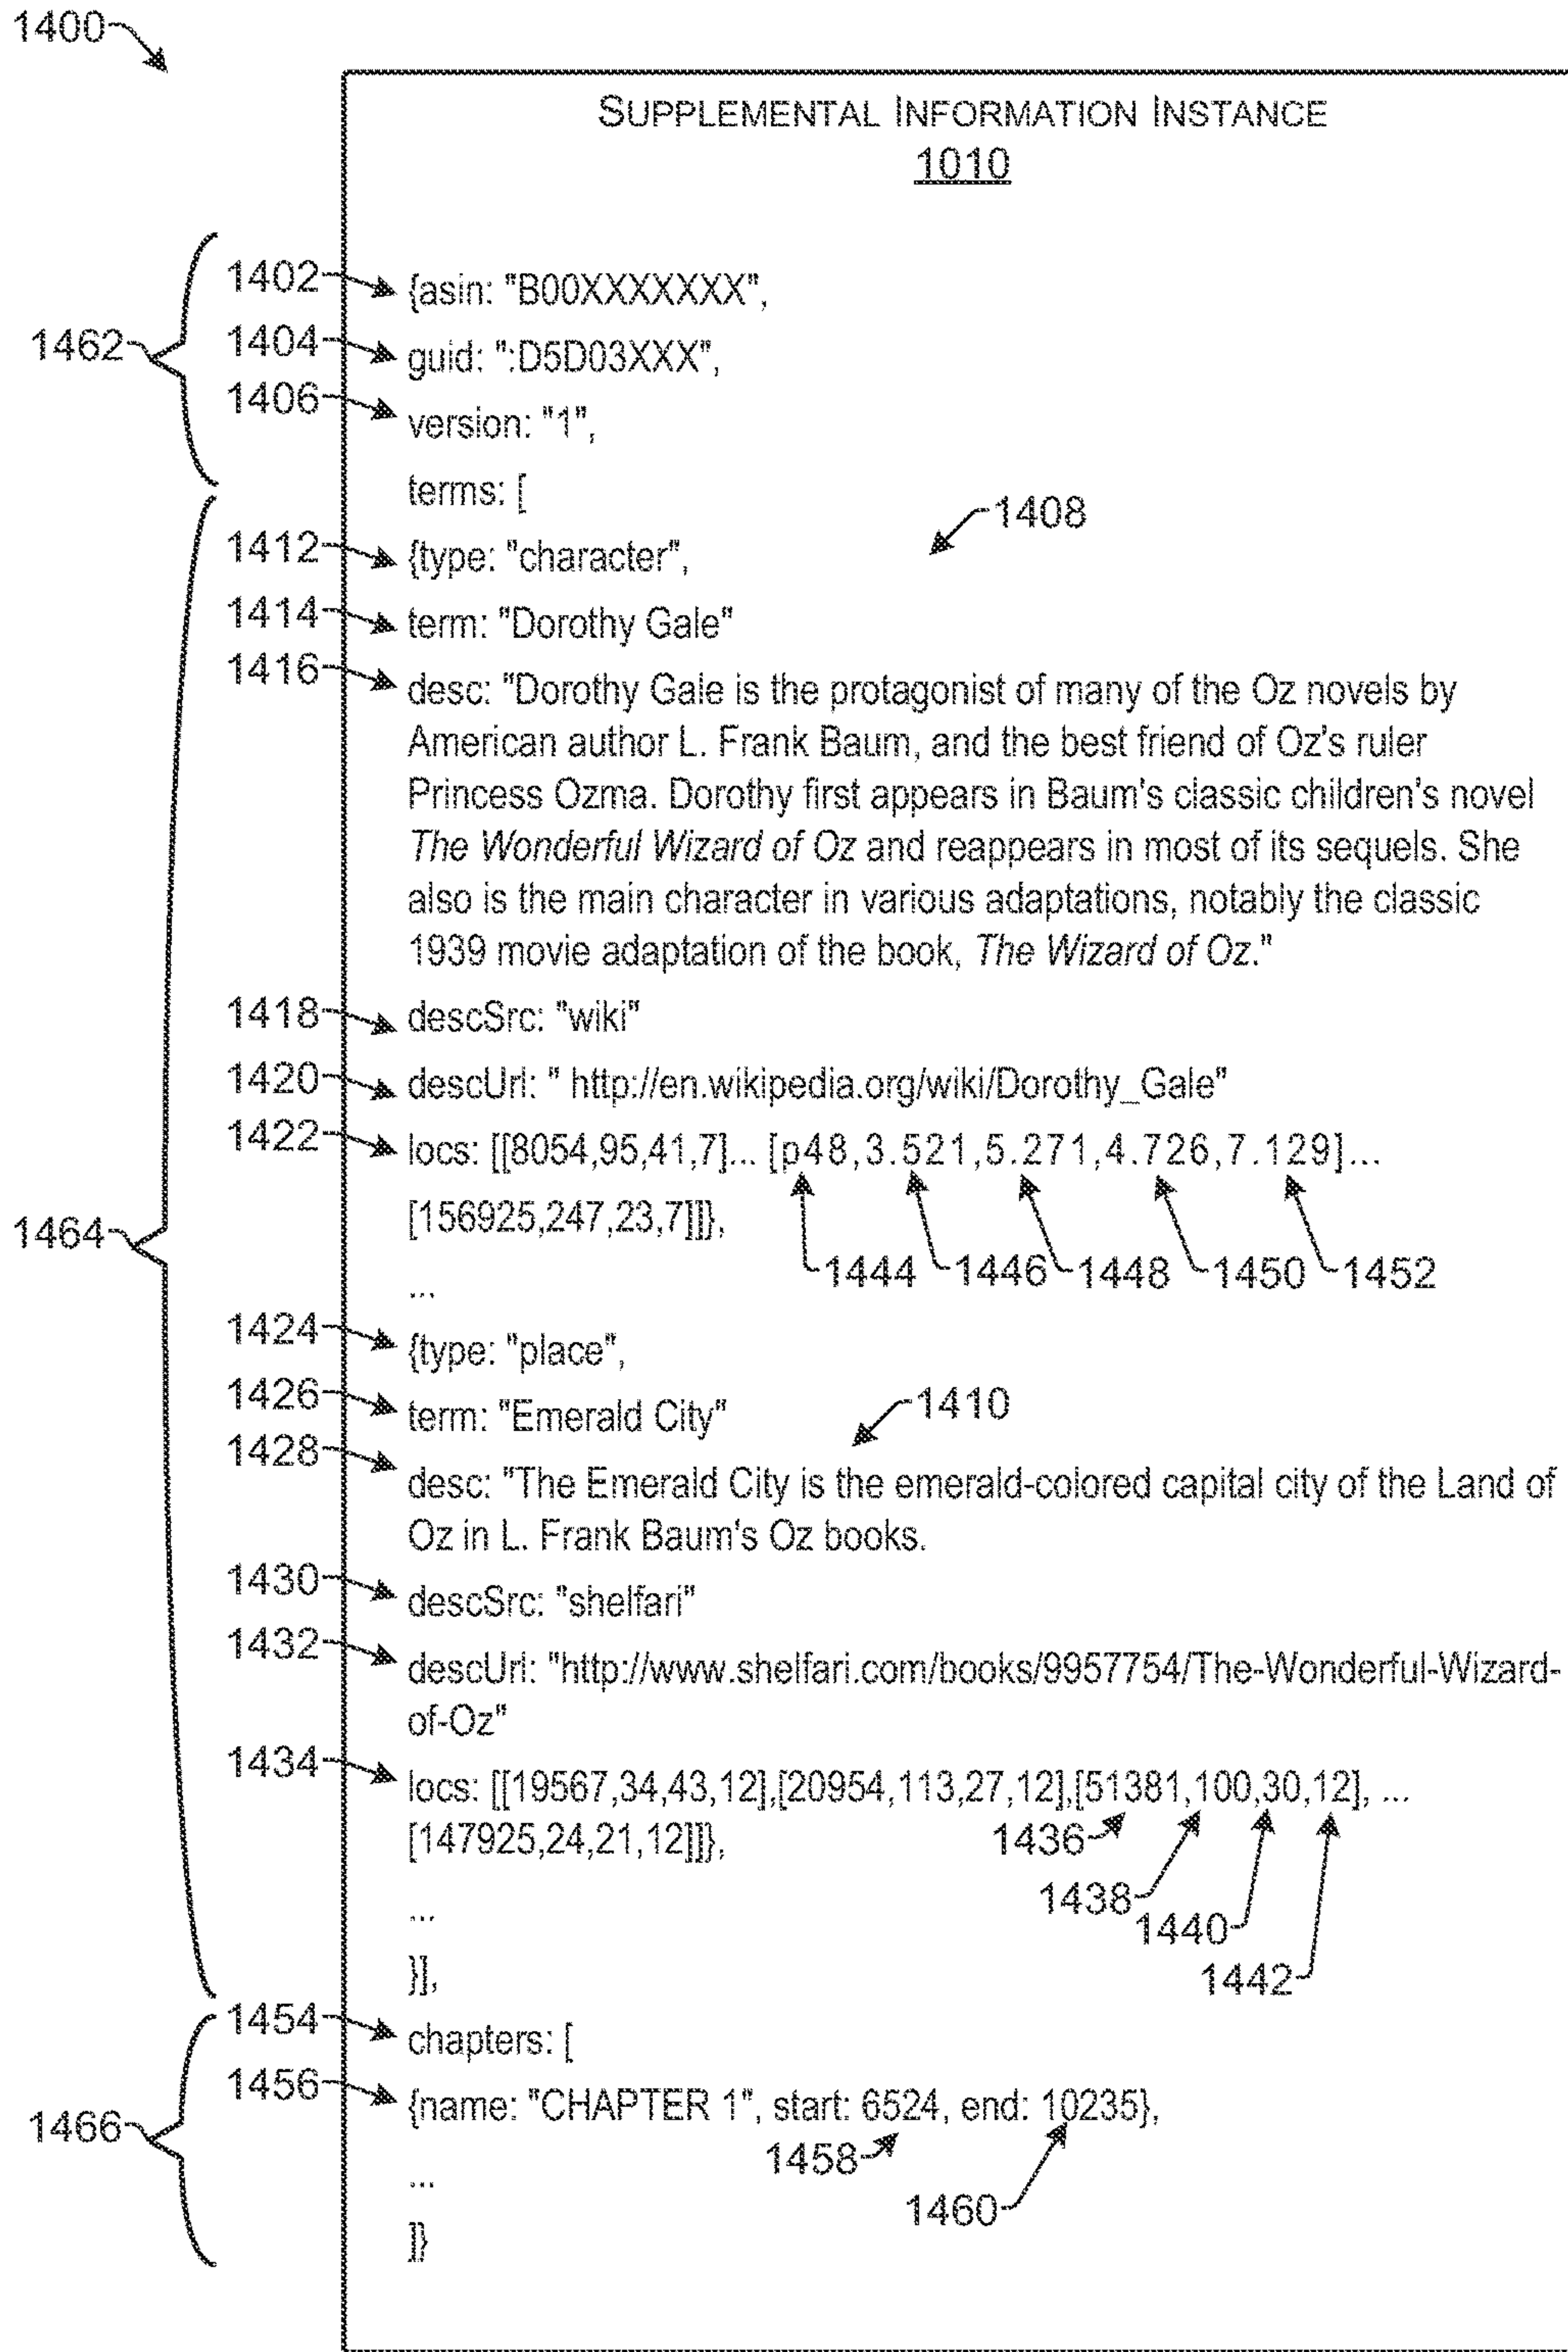 1400
SUPPLEMENTAL INFORMATION INSTANCE
1010
1462
1402 {asin: "B00XXXXXXX",
1404 guid: ":D5D03XXX",
1406 version: "1",
terms: [
1408
1412 {type: "character",
1414 term: "Dorothy Gale"
1416 desc: "Dorothy Gale is the protagonist of many of the Oz novels by
American author L. Frank Baum, and the best friend of Oz's ruler
Princess Ozma. Dorothy first appears in Baum's classic children's novel
The Wonderful Wizard of Oz and reappears in most of its sequels. She
also is the main character in various adaptations, notably the classic
1939 movie adaptation of the book, The Wizard of Oz."
1418 descSrc: "wiki"
1420 descUrl: " http://en.wikipedia.org/wiki/Dorothy_Gale"
1422 locs: [[8054,95,41,7]... [p48,3.521,5.271,4.726,7.129]...
[156925,247,23,7]]},
1464
1444 1446 1448 1450 1452
...
1424 {type: "place",
1426 term: "Emerald City"
1410
1428 desc: "The Emerald City is the emerald-colored capital city of the Land of
Oz in L. Frank Baum's Oz books.
1430 descSrc: "shelfari"
1432 descUrl: "http://www.shelfari.com/books/9957754/The-Wonderful-Wizard-
of-Oz"
1434 locs: [[19567,34,43,12],[20954,113,27,12],[51381,100,30,12], ...
[147925,24,21,12]]},
1436
1438
1440
1442
...
}],
1454 chapters: [
1456 {name: "CHAPTER 1", start: 6524, end: 10235},
1466
1458
1460
...
]}